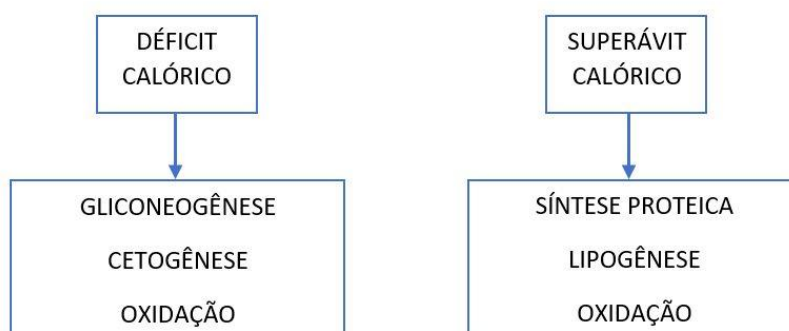 DÉFICIT
CALÓRICO
GLICONEOGÊNESE
CETOGÊNESE
OXIDAÇÃO
SUPERÁVIT
CALÓRICO
SÍNTESE PROTEICA
LIPOGÊNESE
OXIDAÇÃO